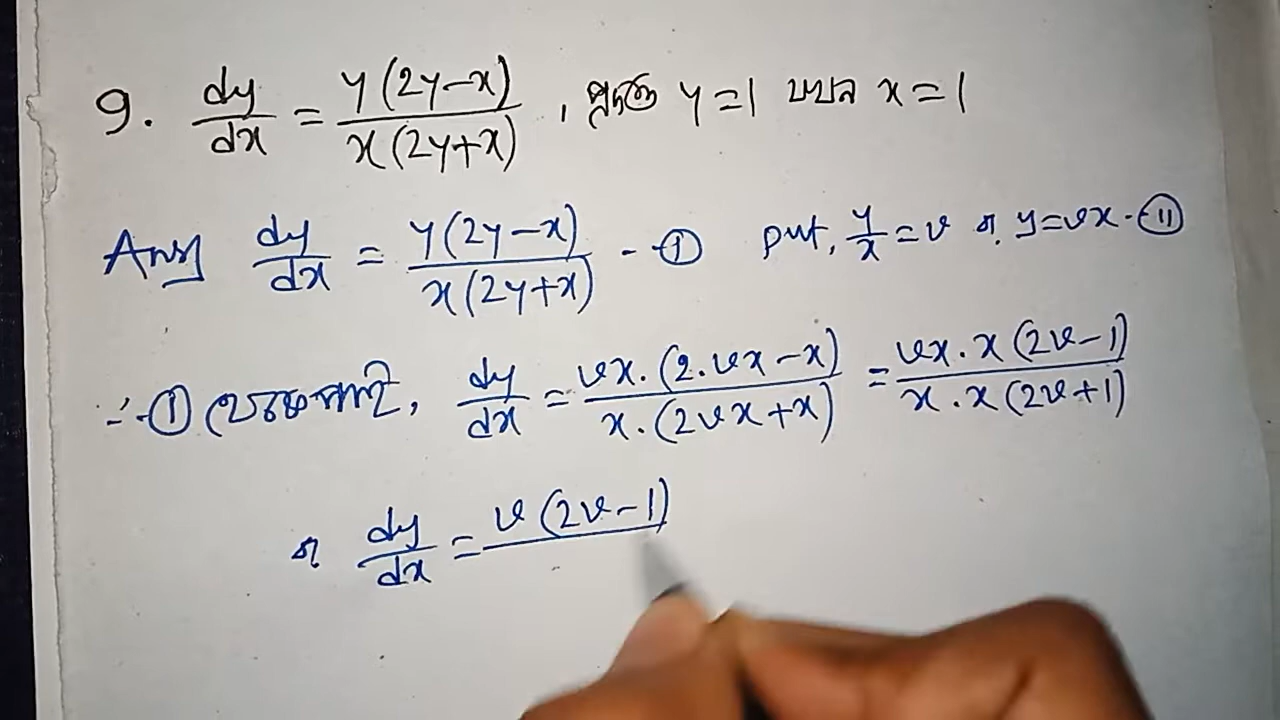 9. dy/dx = y(2y-x)/x(2y+x), প্রদত্ত y=1 যখন x=1
Ans dy/dx = y(2y-x)/x(2y+x) - ① put, y/x = v বা, y=vx - ⑪
∴ ① থেকে পাই, dy/dx = vx.(2.vx-x)/x.(2vx+x) = vx.x(2v-1)/x.x(2v+1)
বা dy/dx = v(2v-1)